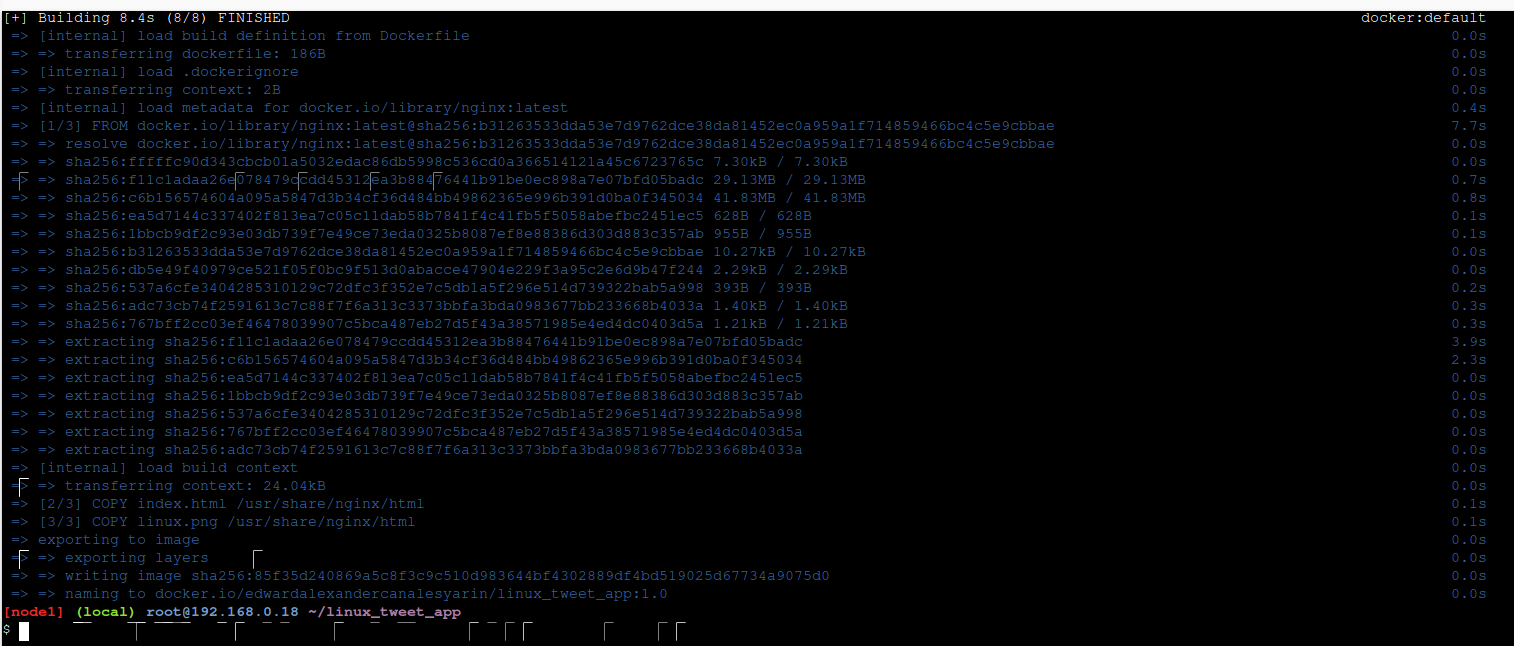 [+] Building 8.4s (8/8) FINISHED docker:default
=> [internal] load build definition from Dockerfile 0.0s
=> => transferring dockerfile: 186B 0.0s
=> [internal] load .dockerignore 0.0s
=> => transferring context: 2B 0.0s
=> [internal] load metadata for docker.io/library/nginx:latest 0.4s
=> [1/3] FROM docker.io/library/nginx:latest@sha256:b31263533dda53e7d9762dce38da81452ec0a959a1f714859466bc4c5e9cbbae 7.7s
=> => resolve docker.io/library/nginx:latest@sha256:b31263533dda53e7d9762dce38da81452ec0a959a1f714859466bc4c5e9cbbae 0.0s
=> => sha256:fffffc90d343cbcb01a5032edac86db5998c536cd0a366514121a45c6723765c 7.30kB / 7.30kB 0.0s
=> => sha256:f11c1adaa26e078479ccdd45312ea3b88476441b91be0ec898a7e07bfd05badc 29.13MB / 29.13MB 0.7s
=> => sha256:c6b156574604a095a5847d3b34cf36d484bb49862365e996b391d0ba0f345034 41.83MB / 41.83MB 0.8s
=> => sha256:ea5d7144c337402f813ea7c05c11dab58b7841f4c41fb5f5058abefbc2451ec5 628B / 628B 0.1s
=> => sha256:1bbcb9df2c93e03db739f7e49ce73eda0325b8087ef8e88386d303d883c357ab 955B / 955B 0.1s
=> => sha256:b31263533dda53e7d9762dce38da81452ec0a959a1f714859466bc4c5e9cbbae 10.27kB / 10.27kB 0.0s
=> => sha256:db5e49f40979ce521f05f0bc9f513d0abacce47904e229f3a95c2e6d9b47f244 2.29kB / 2.29kB 0.0s
=> => sha256:537a6cfe3404285310129c72dfc3f352e7c5db1a5f296e514d739322bab5a998 393B / 393B 0.2s
=> => sha256:adc73cb74f2591613c7c88f7f6a313c3373bbfa3bda0983677bb233668b4033a 1.40kB / 1.40kB 0.3s
=> => sha256:767bff2cc03ef46478039907c5bca487eb27d5f43a38571985e4ed4dc0403d5a 1.21kB / 1.21kB 0.3s
=> => extracting sha256:f11c1adaa26e078479ccdd45312ea3b88476441b91be0ec898a7e07bfd05badc 3.9s
=> => extracting sha256:c6b156574604a095a5847d3b34cf36d484bb49862365e996b391d0ba0f345034 2.3s
=> => extracting sha256:ea5d7144c337402f813ea7c05c11dab58b7841f4c41fb5f5058abefbc2451ec5 0.0s
=> => extracting sha256:1bbcb9df2c93e03db739f7e49ce73eda0325b8087ef8e88386d303d883c357ab 0.0s
=> => extracting sha256:537a6cfe3404285310129c72dfc3f352e7c5db1a5f296e514d739322bab5a998 0.0s
=> => extracting sha256:767bff2cc03ef46478039907c5bca487eb27d5f43a38571985e4ed4dc0403d5a 0.0s
=> => extracting sha256:adc73cb74f2591613c7c88f7f6a313c3373bbfa3bda0983677bb233668b4033a 0.0s
=> [internal] load build context 0.0s
=> => transferring context: 24.04kB 0.0s
=> [2/3] COPY index.html /usr/share/nginx/html 0.1s
=> [3/3] COPY linux.png /usr/share/nginx/html 0.1s
=> exporting to image 0.0s
=> => exporting layers 0.0s
=> => writing image sha256:85f35d240869a5c8f3c9c510d983644bf4302889df4bd519025d67734a9075d0 0.0s
=> => naming to docker.io/edwardalexandercanalesyarin/linux_tweet_app:1.0 0.0s
[node1] (local) root@192.168.0.18 ~/linux_tweet_app
$